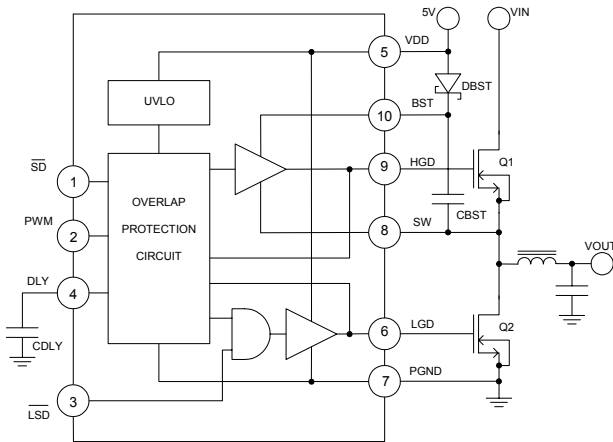 5V VIN
5 VDD
DBST
UVLO
10 BST
SD
1
9 HGD Q1
OVERLAP
PROTECTION
CIRCUIT
PWM
2
CBST
8 SW
VOUT
DLY
4
CDLY
6 LGD Q2
7 PGND
3
LSD